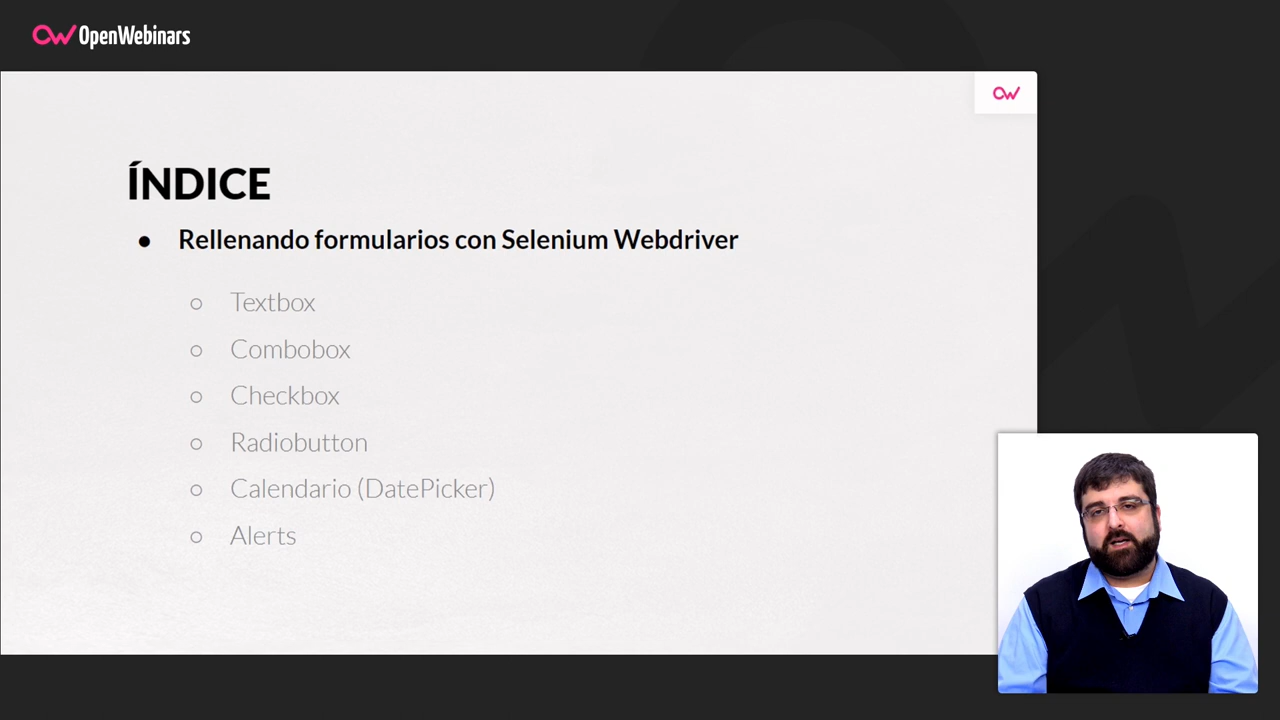 OpenWebinars
ÍNDICE
● Rellenando formularios con Selenium Webdriver
○ Textbox
○ Combobox
○ Checkbox
○ Radiobutton
○ Calendario (DatePicker)
○ Alerts